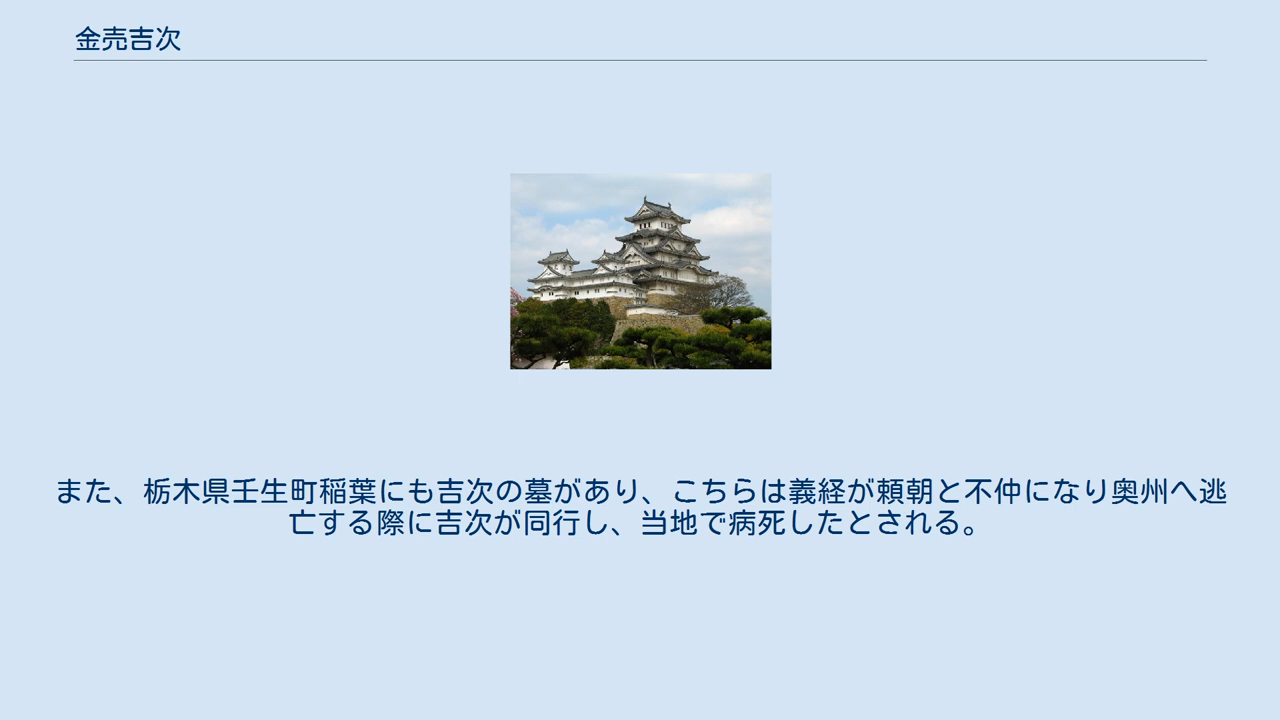 金売吉次
また、栃木県壬生町稲葉にも吉次の墓があり、こちらは義経が頼朝と不仲になり奥州へ逃
亡する際に吉次が同行し、当地で病死したとされる。